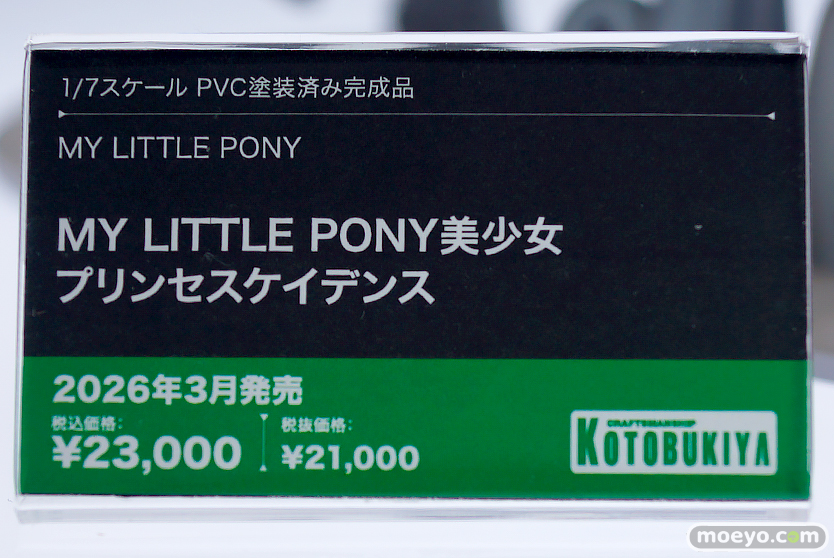 1/7スケール PVC塗装済み完成品
MY LITTLE PONY
MY LITTLE PONY美少女
プリンセスケイデンス
2026年3月発売
税込価格:
¥23,000
税抜価格:
¥21,000
CRAFTSMANSHIP
KOTOBUKIYA
moeyo.com